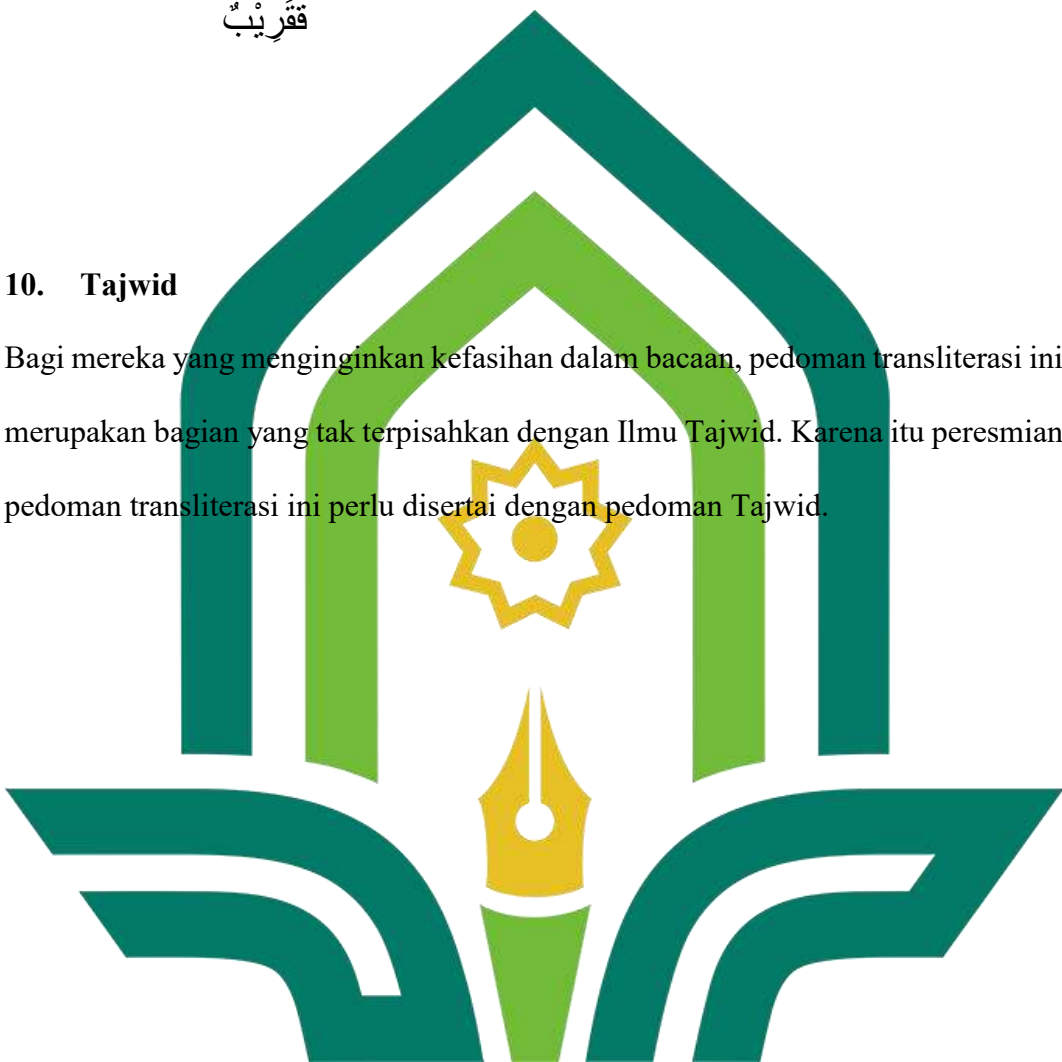 ققَرِيْبٌ
10. Tajwid
Bagi mereka yang menginginkan kefasihan dalam bacaan, pedoman transliterasi ini
merupakan bagian yang tak terpisahkan dengan Ilmu Tajwid. Karena itu peresmian
pedoman transliterasi ini perlu disertai dengan pedoman Tajwid.